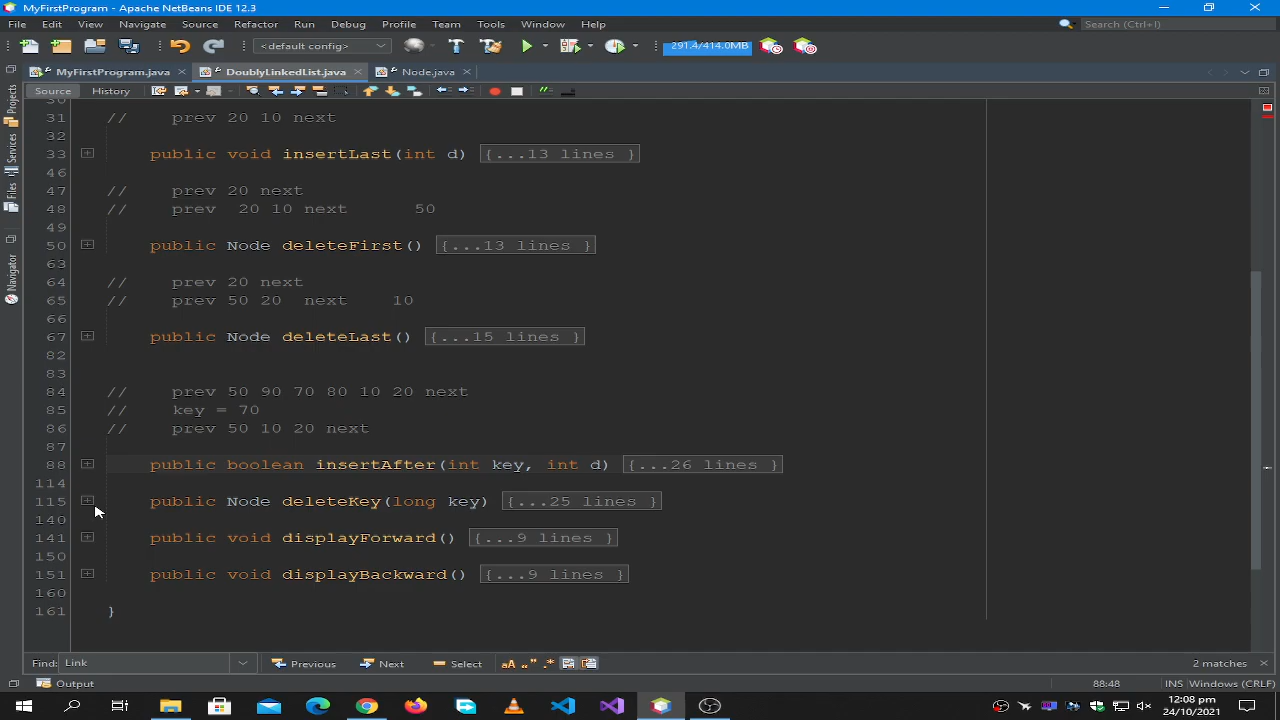 MyFirstProgram - Apache NetBeans IDE 12.3
File Edit View Navigate Source Refactor Run Debug Profile Team Tools Window Help
Search (Ctrl+I)
<default config>
291.4/414.0MB
MyFirstProgram.java
DoublyLinkedList.java
Node.java
Source History
Projects
Services
Files
Navigator
30
31 // prev 20 10 next
32
33 public void insertLast(int d) {...13 lines }
46
47 // prev 20 next
48 // prev 20 10 next 50
49
50 public Node deleteFirst() {...13 lines }
63
64 // prev 20 next
65 // prev 50 20 next 10
66
67 public Node deleteLast() {...15 lines }
82
83
84 // prev 50 90 70 80 10 20 next
85 // key = 70
86 // prev 50 10 20 next
87
88 public boolean insertAfter(int key, int d) {...26 lines }
114
115 public Node deleteKey(long key) {...25 lines }
140
141 public void displayForward() {...9 lines }
150
151 public void displayBackward() {...9 lines }
160
161 }
Find: Link Previous Next Select aA 2 matches
Output
88:48 INS Windows (CRLF)
12:08 pm
24/10/2021